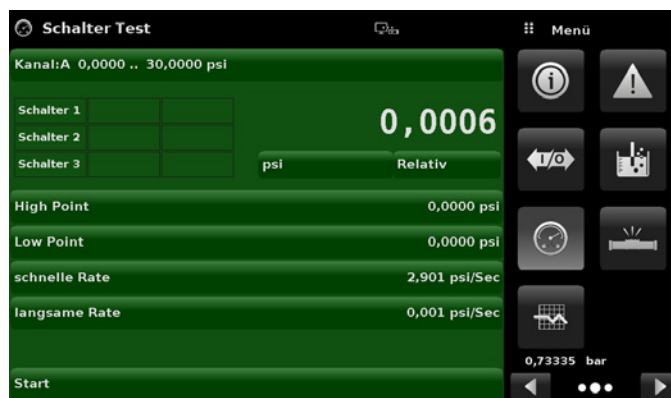 Schalter Test
Menü
Kanal:A 0,0000 .. 30,0000 psi
Schalter 1
0,0006
Schalter 2
Schalter 3
psi
Relativ
I/O
High Point 0,0000 psi
Low Point 0,0000 psi
schnelle Rate 2,901 psi/Sec
langsame Rate 0,001 psi/Sec
0,73335 bar
Start